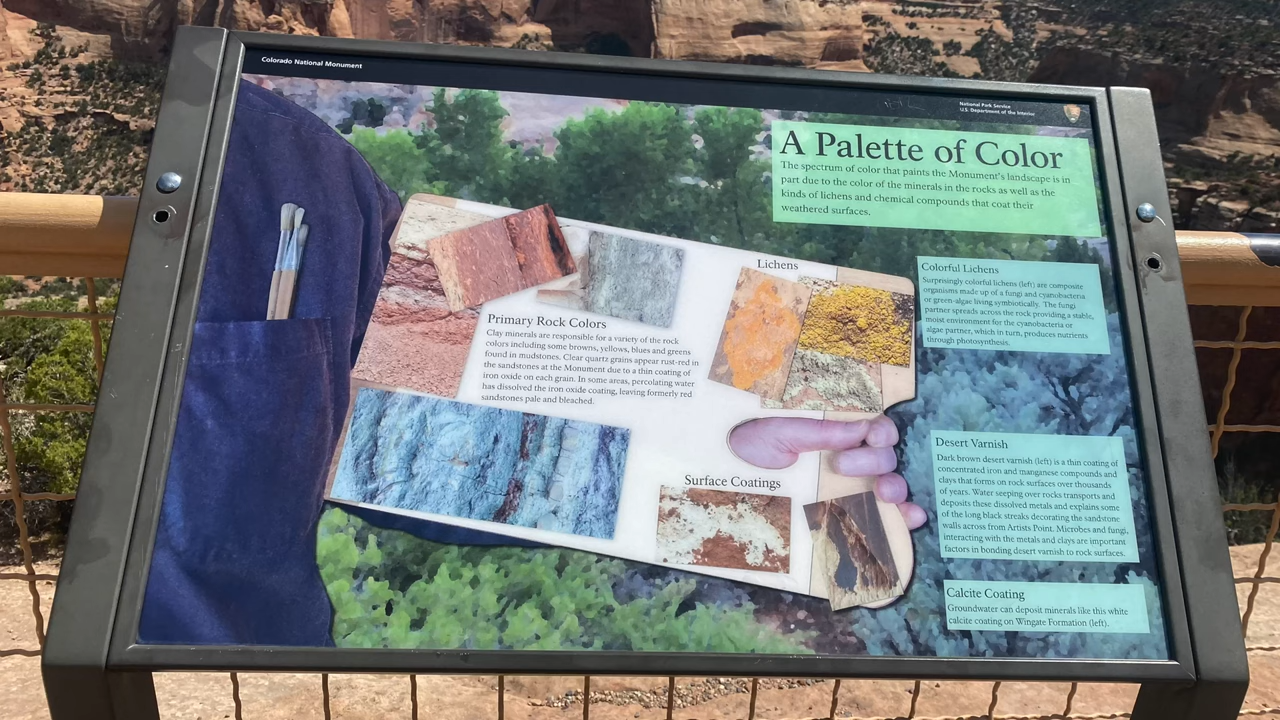 Colorado National Monument
National Park Service
U.S. Department of the Interior
A Palette of Color
The spectrum of color that paints the Monument's landscape is in
part due to the color of the minerals in the rocks as well as the
kinds of lichens and chemical compounds that coat their
weathered surfaces.
Primary Rock Colors
Clay minerals are responsible for a variety of the rock
colors including some browns, yellows, blues and greens
found in mudstones. Clear quartz grains appear rust-red in
the sandstones at the Monument due to a thin coating of
iron oxide on each grain. In some areas, percolating water
has dissolved the iron oxide coating, leaving formerly red
sandstones pale and bleached.
Lichens
Colorful Lichens
Surprisingly colorful lichens (left) are composite
organisms made up of a fungi and cyanobacteria
or green-algae living symbiotically. The fungi
partner spreads across the rock providing a stable,
moist environment for the cyanobacteria or
algae partner, which in turn, produces nutrients
through photosynthesis.
Surface Coatings
Desert Varnish
Dark brown desert varnish (left) is a thin coating of
concentrated iron and manganese compounds and
clays that forms on rock surfaces over thousands
of years. Water seeping over rocks transports and
deposits these dissolved metals and explains some
of the long black streaks decorating the sandstone
walls across from Artists Point. Microbes and fungi,
interacting with the metals and clays are important
factors in bonding desert varnish to rock surfaces.
Calcite Coating
Groundwater can deposit minerals like this white
calcite coating on Wingate Formation (left).